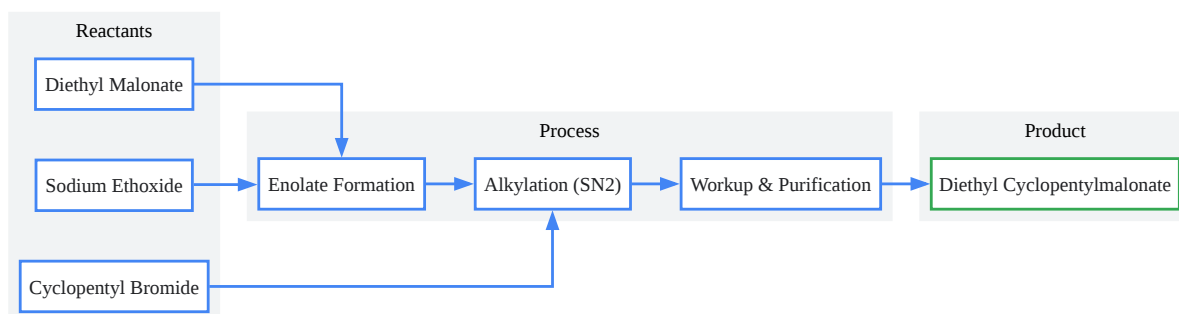 Reactants
Diethyl Malonate
Sodium Ethoxide
Cyclopentyl Bromide
Process
Enolate Formation
Alkylation (SN2)
Workup & Purification
Product
Diethyl Cyclopentylmalonate